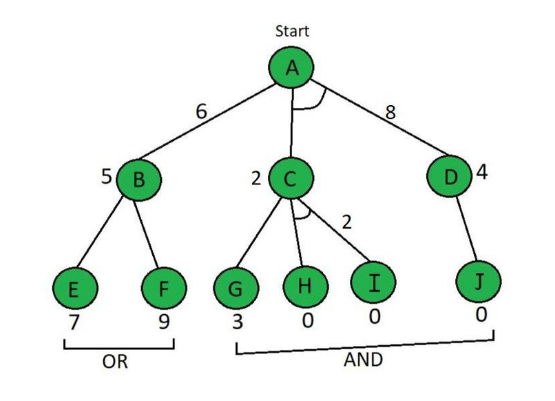 Start
A
6
8
5 B
2 C
D 4
2
E F G H I J
7 9 3 0 0 0
OR
AND